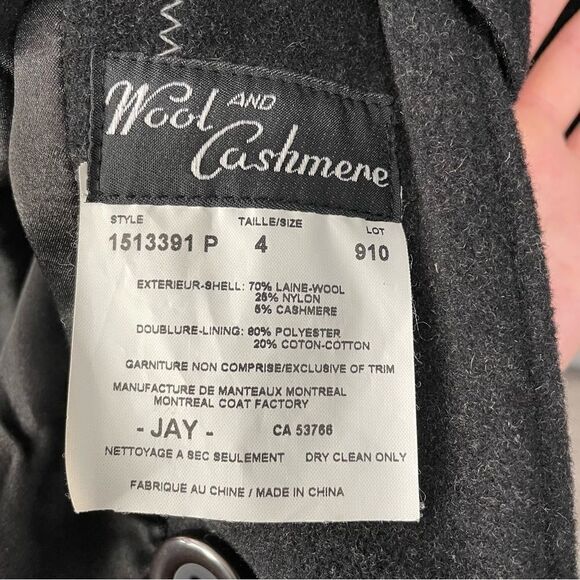 Wool AND
Cashmere
STYLE TAILLE/SIZE LOT
1513391 P 4 910
EXTERIEUR-SHELL: 70% LAINE-WOOL
25% NYLON
5% CASHMERE
DOUBLURE-LINING: 80% POLYESTER
20% COTON-COTTON
GARNITURE NON COMPRISE/EXCLUSIVE OF TRIM
MANUFACTURE DE MANTEAUX MONTREAL
MONTREAL COAT FACTORY
- JAY - CA 53766
NETTOYAGE A SEC SEULEMENT DRY CLEAN ONLY
FABRIQUE AU CHINE / MADE IN CHINA